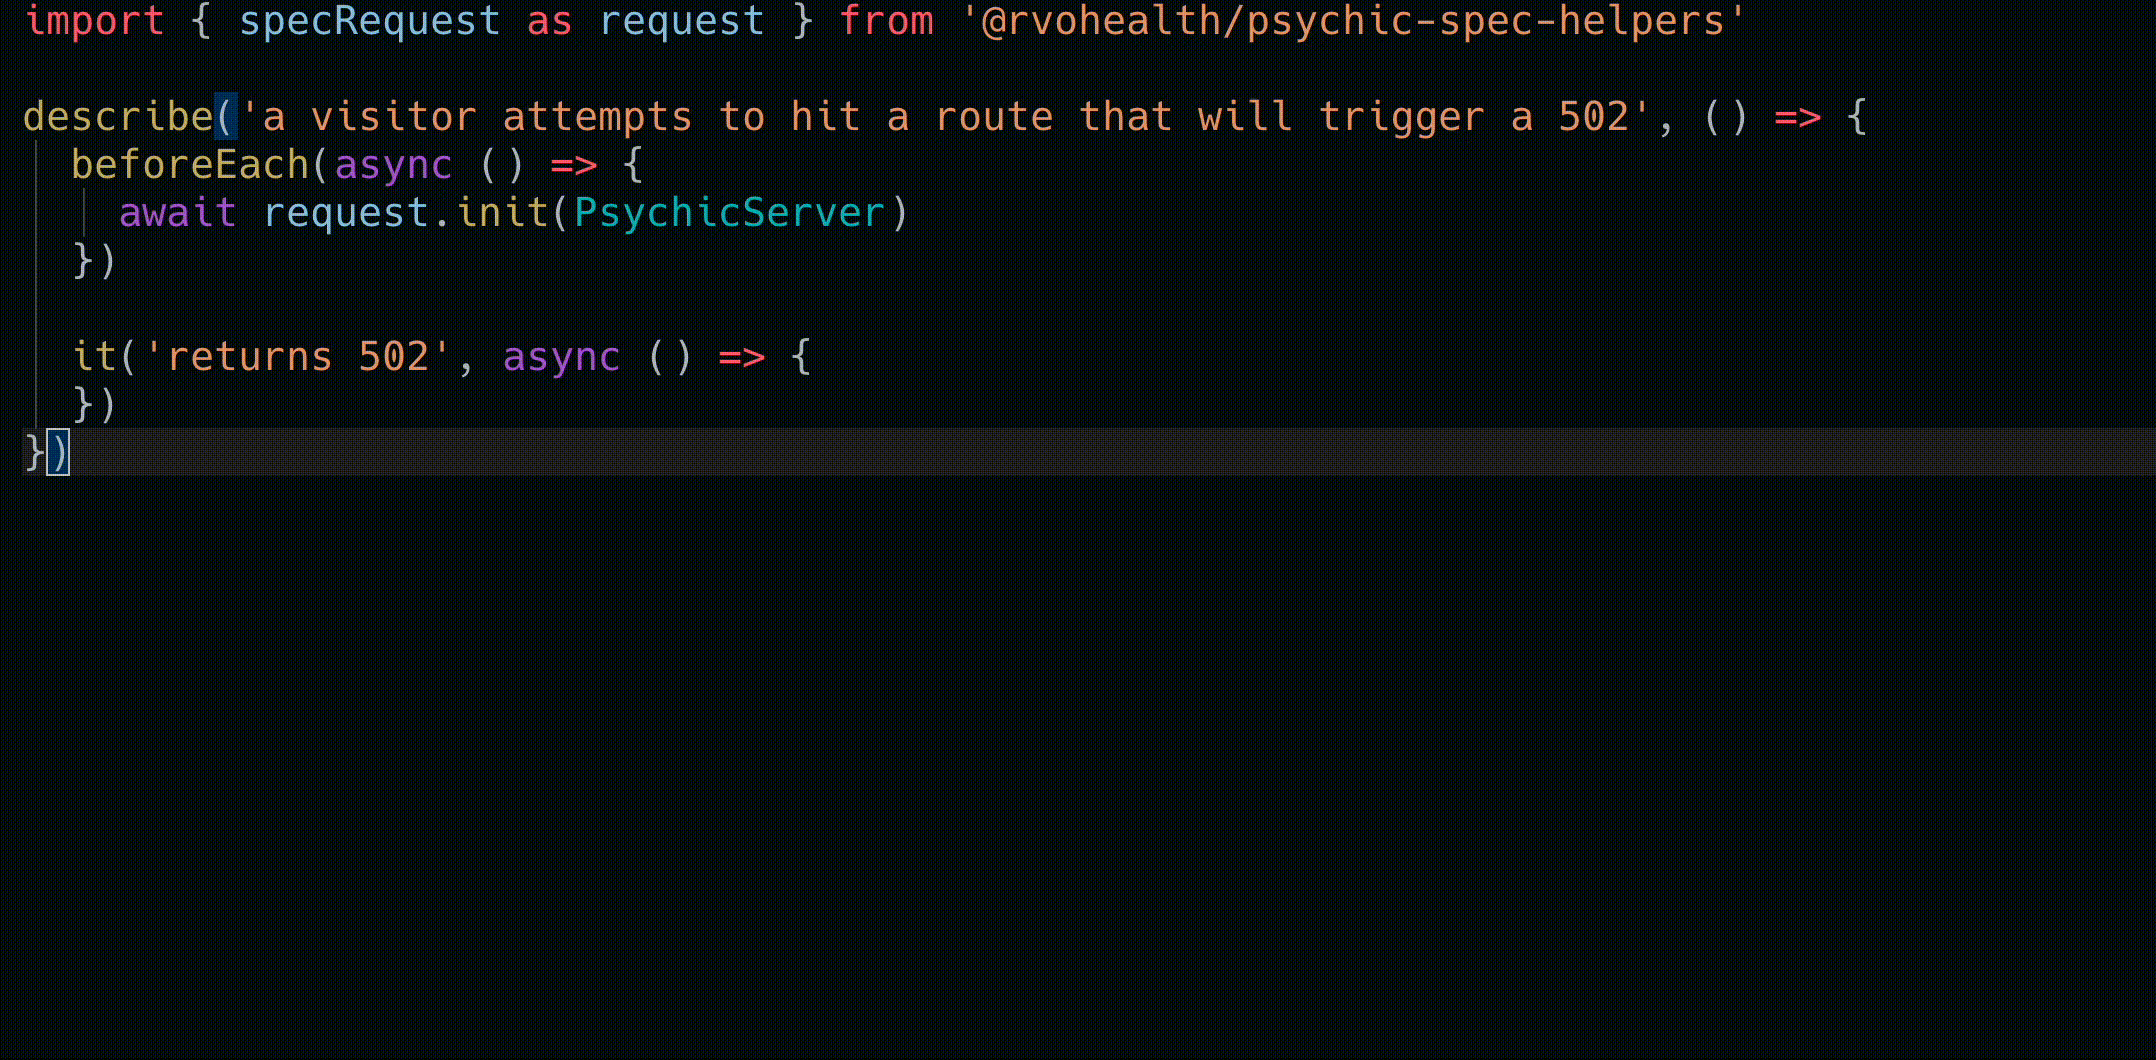 import { specRequest as request } from '@rvohealth/psychic-spec-helpers'

describe('a visitor attempts to hit a route that will trigger a 502', () => {
  beforeEach(async () => {
    await request.init(PsychicServer)
  })

  it('returns 502', async () => {
  })
})